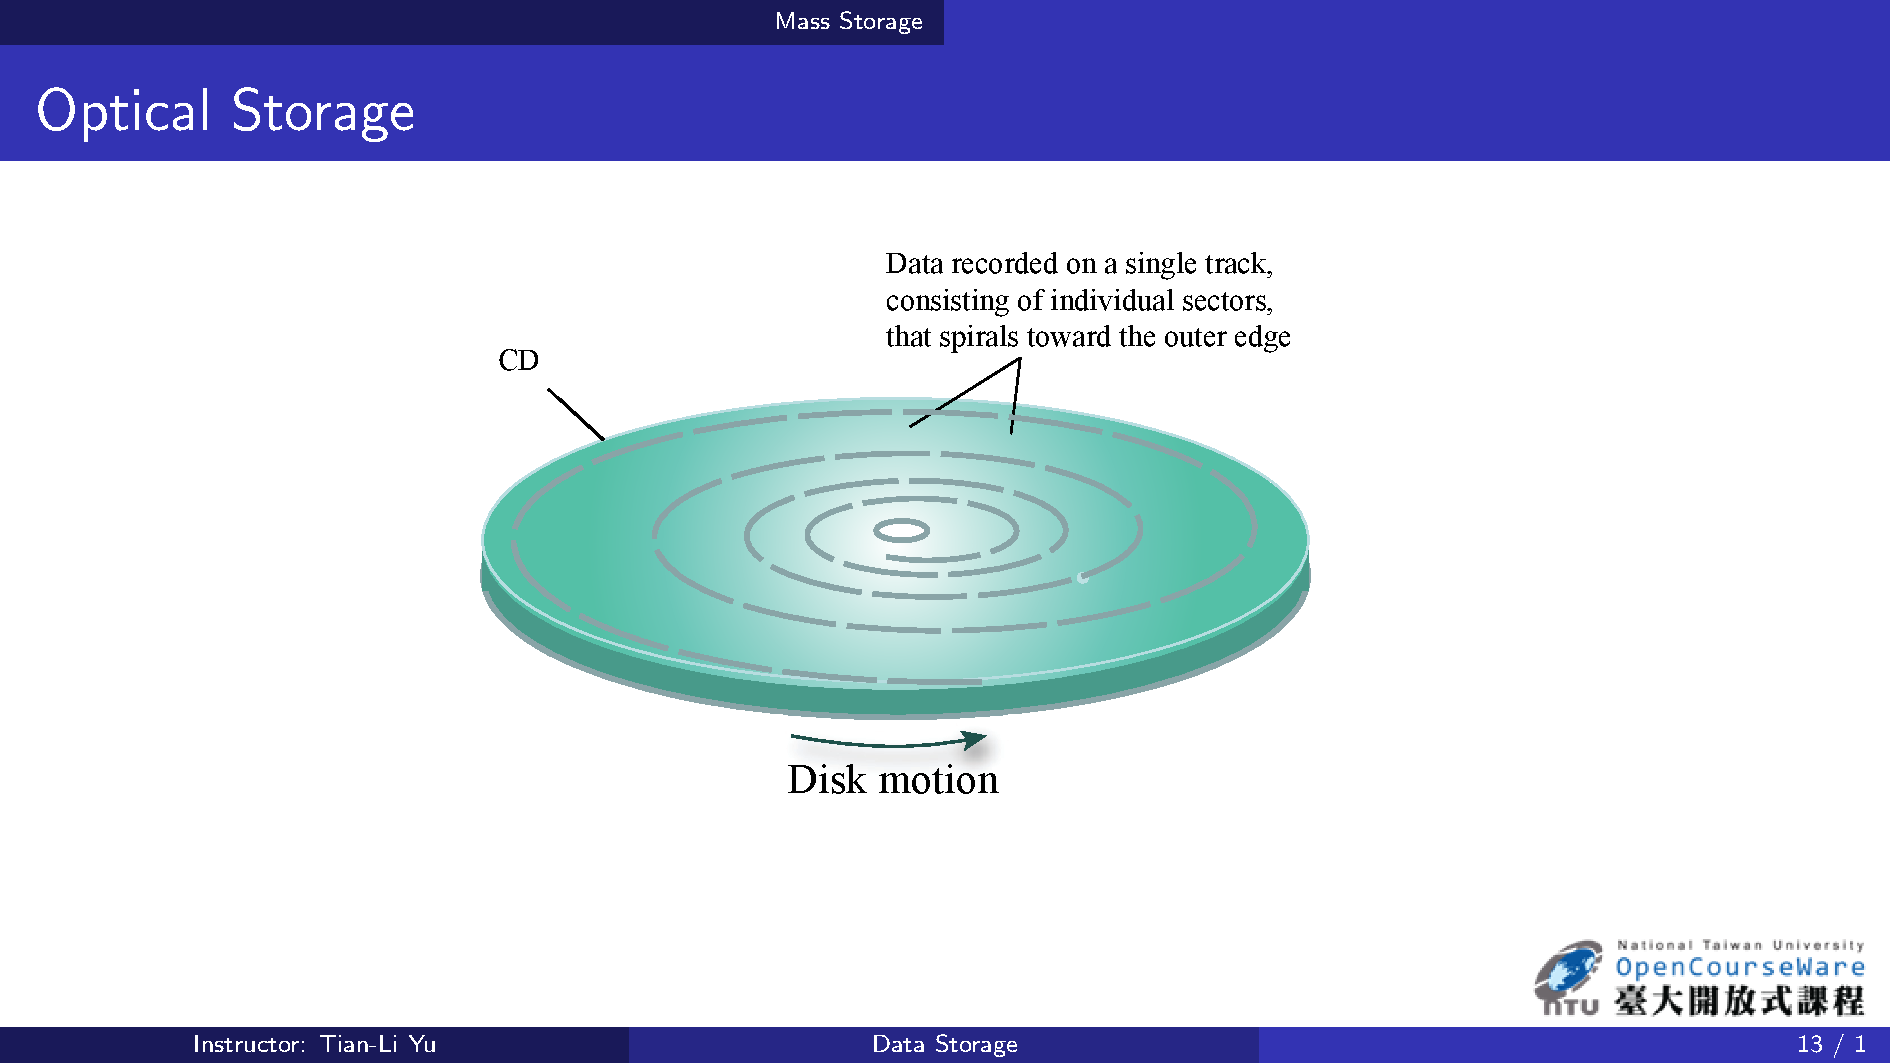 Mass Storage
Optical Storage
Data recorded on a single track,
consisting of individual sectors,
that spirals toward the outer edge
CD
Disk motion
National Taiwan University
OpenCourseWare
NTU 臺大開放式課程
Instructor: Tian-Li Yu
Data Storage
13 / 1